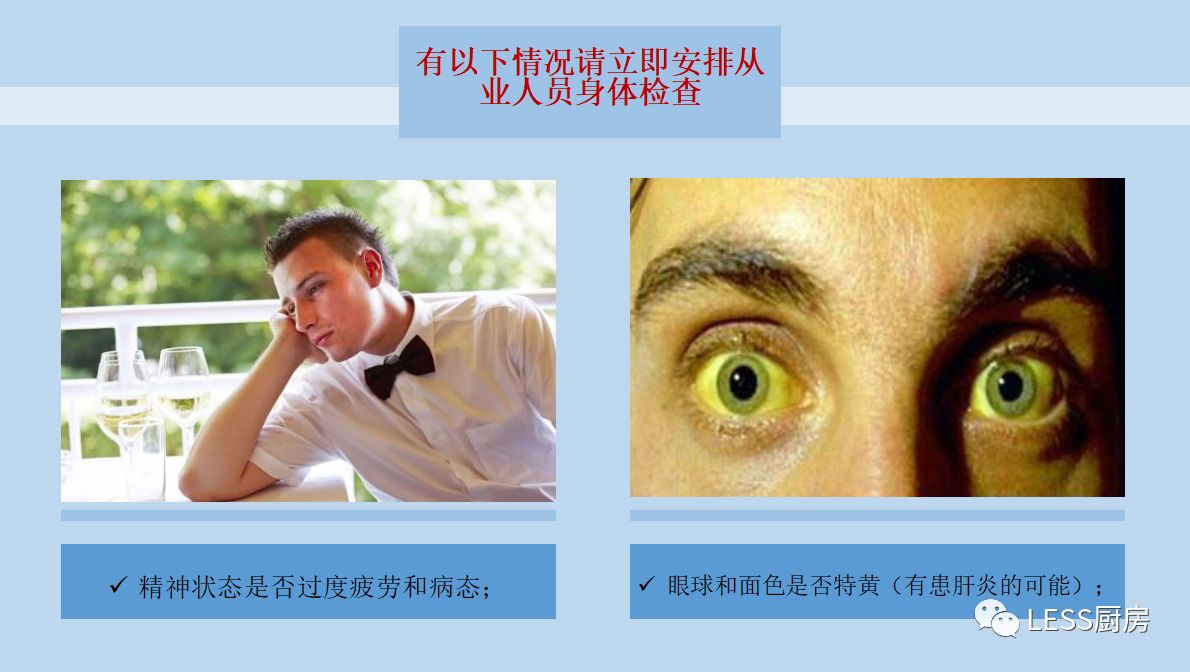 有以下情况请立即安排从
业人员身体检查
✓ 精神状态是否过度疲劳和病态；
✓ 眼球和面色是否特黄（有患肝炎的可能）；
LESS厨房